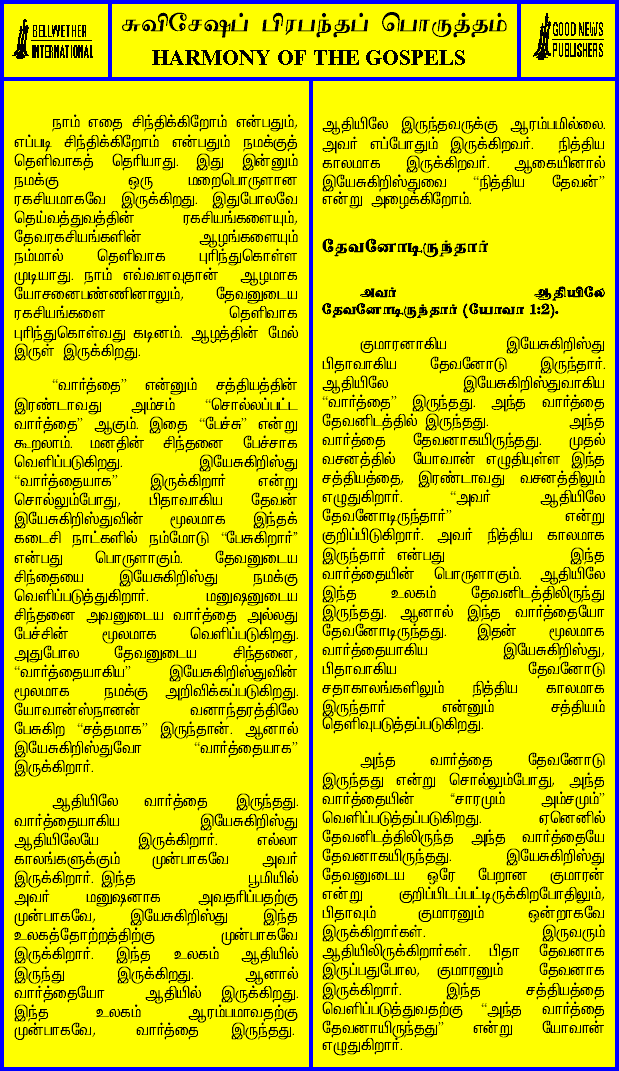 BELLWETHER
INTERNATIONAL
சுவிசேஷப் பிரபந்தப் பொருத்தம்
HARMONY OF THE GOSPELS
GOOD NEWS
PUBLISHERS
நாம் எதை சிந்திக்கிறோம் என்பதும்,
எப்படி சிந்திக்கிறோம் என்பதும் நமக்குத்
தெளிவாகத் தெரியாது. இது இன்னும்
நமக்கு ஒரு மறைபொருளான
ரகசியமாகவே இருக்கிறது. இதுபோலவே
தெய்வத்துவத்தின் ரகசியங்களையும்,
தேவரகசியங்களின் ஆழங்களையும்
நம்மால் தெளிவாக புரிந்துகொள்ள
முடியாது. நாம் எவ்வளவுதான் ஆழமாக
யோசனைபண்ணினாலும், தேவனுடைய
ரகசியங்களை தெளிவாக
புரிந்துகொள்வது கடினம். ஆழத்தின் மேல்
இருள் இருக்கிறது.
“வார்த்தை” என்னும் சத்தியத்தின்
இரண்டாவது அம்சம் “சொல்லப்பட்ட
வார்த்தை” ஆகும். இதை “பேச்சு” என்று
கூறலாம். மனதின் சிந்தனை பேச்சாக
வெளிப்படுகிறது. இயேசுகிறிஸ்து
“வார்த்தையாக” இருக்கிறார் என்று
சொல்லும்போது, பிதாவாகிய தேவன்
இயேசுகிறிஸ்துவின் மூலமாக இந்தக்
கடைசி நாட்களில் நம்மோடு “பேசுகிறார்”
என்பது பொருளாகும். தேவனுடைய
சிந்தையை இயேசுகிறிஸ்து நமக்கு
வெளிப்படுத்துகிறார். மனுஷனுடைய
சிந்தனை அவனுடைய வார்த்தை அல்லது
பேச்சின் மூலமாக வெளிப்படுகிறது.
அதுபோல தேவனுடைய சிந்தனை,
“வார்த்தையாகிய” இயேசுகிறிஸ்துவின்
மூலமாக நமக்கு அறிவிக்கப்படுகிறது.
யோவான்ஸ்நானன் வனாந்தரத்திலே
பேசுகிற “சத்தமாக” இருந்தான். ஆனால்
இயேசுகிறிஸ்துவோ “வார்த்தையாக”
இருக்கிறார்.
ஆதியிலே வார்த்தை இருந்தது.
வார்த்தையாகிய இயேசுகிறிஸ்து
ஆதியிலேயே இருக்கிறார். எல்லா
காலங்களுக்கும் முன்பாகவே அவர்
இருக்கிறார். இந்த பூமியில்
அவர் மனுஷனாக அவதரிப்பதற்கு
முன்பாகவே, இயேசுகிறிஸ்து இந்த
உலகத்தோற்றத்திற்கு முன்பாகவே
இருக்கிறார். இந்த உலகம் ஆதியில்
இருந்து இருக்கிறது. ஆனால்
வார்த்தையோ ஆதியில் இருக்கிறது.
இந்த உலகம் ஆரம்பமாவதற்கு
முன்பாகவே, வார்த்தை இருந்தது.
ஆதியிலே இருந்தவருக்கு ஆரம்பமில்லை.
அவர் எப்போதும் இருக்கிறவர். நித்திய
காலமாக இருக்கிறவர். ஆகையினால்
இயேசுகிறிஸ்துவை “நித்திய தேவன்”
என்று அழைக்கிறோம்.
தேவனோடிருந்தார்
அவர் ஆதியிலே
தேவனோடிருந்தார் (யோவா 1:2).
குமாரனாகிய இயேசுகிறிஸ்து
பிதாவாகிய தேவனோடு இருந்தார்.
ஆதியிலே இயேசுகிறிஸ்துவாகிய
“வார்த்தை” இருந்தது. அந்த வார்த்தை
தேவனிடத்தில் இருந்தது. அந்த
வார்த்தை தேவனாகயிருந்தது. முதல்
வசனத்தில் யோவான் எழுதியுள்ள இந்த
சத்தியத்தை, இரண்டாவது வசனத்திலும்
எழுதுகிறார். “அவர் ஆதியிலே
தேவனோடிருந்தார்” என்று
குறிப்பிடுகிறார். அவர் நித்திய காலமாக
இருந்தார் என்பது இந்த
வார்த்தையின் பொருளாகும். ஆதியிலே
இந்த உலகம் தேவனிடத்திலிருந்து
இருந்தது. ஆனால் இந்த வார்த்தையோ
தேவனோடிருந்தது. இதன் மூலமாக
வார்த்தையாகிய இயேசுகிறிஸ்து,
பிதாவாகிய தேவனோடு
சதாகாலங்களிலும் நித்திய காலமாக
இருந்தார் என்னும் சத்தியம்
தெளிவுபடுத்தப்படுகிறது.
அந்த வார்த்தை தேவனோடு
இருந்தது என்று சொல்லும்போது, அந்த
வார்த்தையின் “சாரமும் அம்சமும்”
வெளிப்படுத்தப்படுகிறது. ஏனெனில்
தேவனிடத்திலிருந்த அந்த வார்த்தையே
தேவனாகயிருந்தது. இயேசுகிறிஸ்து
தேவனுடைய ஒரே பேறான குமாரன்
என்று குறிப்பிடப்பட்டிருக்கிறபோதிலும்,
பிதாவும் குமாரனும் ஒன்றாகவே
இருக்கிறார்கள். இருவரும்
ஆதியிலிருக்கிறார்கள். பிதா தேவனாக
இருப்பதுபோல, குமாரனும் தேவனாக
இருக்கிறார். இந்த சத்தியத்தை
வெளிப்படுத்துவதற்கு “அந்த வார்த்தை
தேவனாயிருந்தது” என்று யோவான்
எழுதுகிறார்.